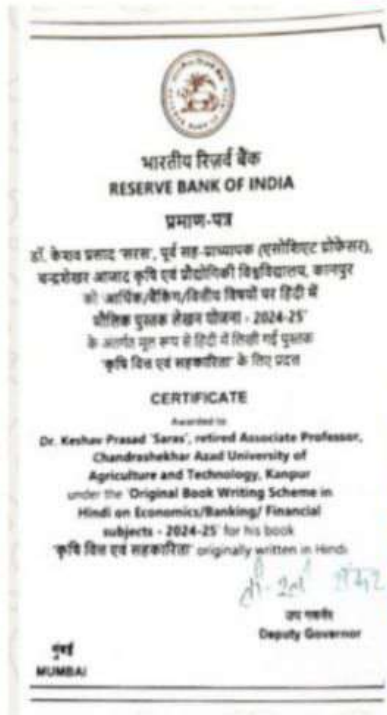 भारतीय रिज़र्व बैंक
RESERVE BANK OF INDIA
प्रमाण-पत्र
डॉ. केशव प्रसाद 'सरस', पूर्व सह-प्राध्यापक (एसोशिएट प्रोफेसर),
चन्द्रशेखर आजाद कृषि एवं प्रौद्योगिकी विश्वविद्यालय, कानपुर
को 'आर्थिक/बैंकिंग/वित्तीय विषयों पर हिंदी में
मौलिक पुस्तक लेखन योजना - 2024-25'
के अंतर्गत मूल रूप से हिंदी में लिखी गई पुस्तक
'कृषि वित्त एवं सहकारिता' के लिए प्रदत्त
CERTIFICATE
Awarded to
Dr. Keshav Prasad 'Saras', retired Associate Professor,
Chandrashekhar Azad University of
Agriculture and Technology, Kanpur
under the 'Original Book Writing Scheme in
Hindi on Economics/Banking/ Financial
subjects - 2024-25' for his book
'कृषि वित्त एवं सहकारिता' originally written in Hindi
उप गवर्नर
Deputy Governor
मुंबई
MUMBAI